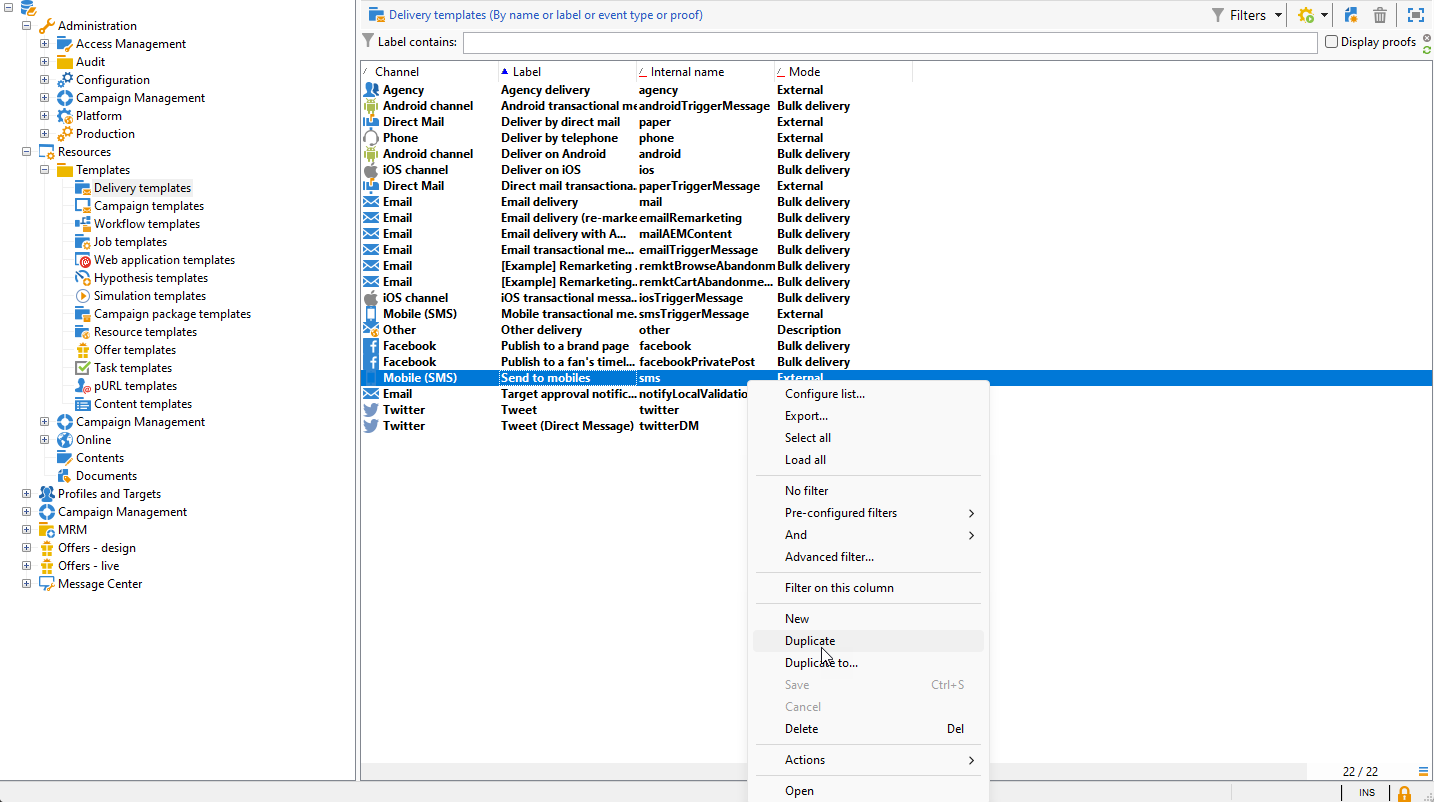 Administration
Access Management
Audit
Configuration
Campaign Management
Platform
Production
Resources
Templates
Delivery templates
Campaign templates
Workflow templates
Job templates
Web application templates
Hypothesis templates
Simulation templates
Campaign package templates
Resource templates
Offer templates
Task templates
pURL templates
Content templates
Campaign Management
Online
Contents
Documents
Profiles and Targets
Campaign Management
MRM
Offers - design
Offers - live
Message Center
Delivery templates (By name or label or event type or proof)
Filters
Label contains:
Display proofs
Channel Label Internal name Mode
Agency Agency delivery agency External
Android channel Android transactional me androidTriggerMessage Bulk delivery
Direct Mail Deliver by direct mail paper External
Phone Deliver by telephone phone External
Android channel Deliver on Android android Bulk delivery
iOS channel Deliver on iOS ios Bulk delivery
Direct Mail Direct mail transactiona... paperTriggerMessage External
Email Email delivery mail Bulk delivery
Email Email delivery (re-marke emailRemarketing Bulk delivery
Email Email delivery with A... mailAEMContent Bulk delivery
Email Email transactional me... emailTriggerMessage Bulk delivery
Email [Example] Remarketing . remktBrowseAbandonm Bulk delivery
Email [Example] Remarketing ... remktCartAbandonme... Bulk delivery
iOS channel iOS transactional messa... iosTriggerMessage Bulk delivery
Mobile (SMS) Mobile transactional me. smsTriggerMessage External
Other Other delivery other Description
Facebook Publish to a brand page facebook Bulk delivery
Facebook Publish to a fan's timel... facebookPrivatePost Bulk delivery
Mobile (SMS) Send to mobiles sms External
Email Target approval notific... notifyLocalValidatio
Twitter Tweet twitter
Twitter Tweet (Direct Message) twitterDM
Configure list...
Export...
Select all
Load all
No filter
Pre-configured filters
And
Advanced filter...
Filter on this column
New
Duplicate
Duplicate to...
Save Ctrl+S
Cancel
Delete Del
Actions
Open
22 / 22
INS